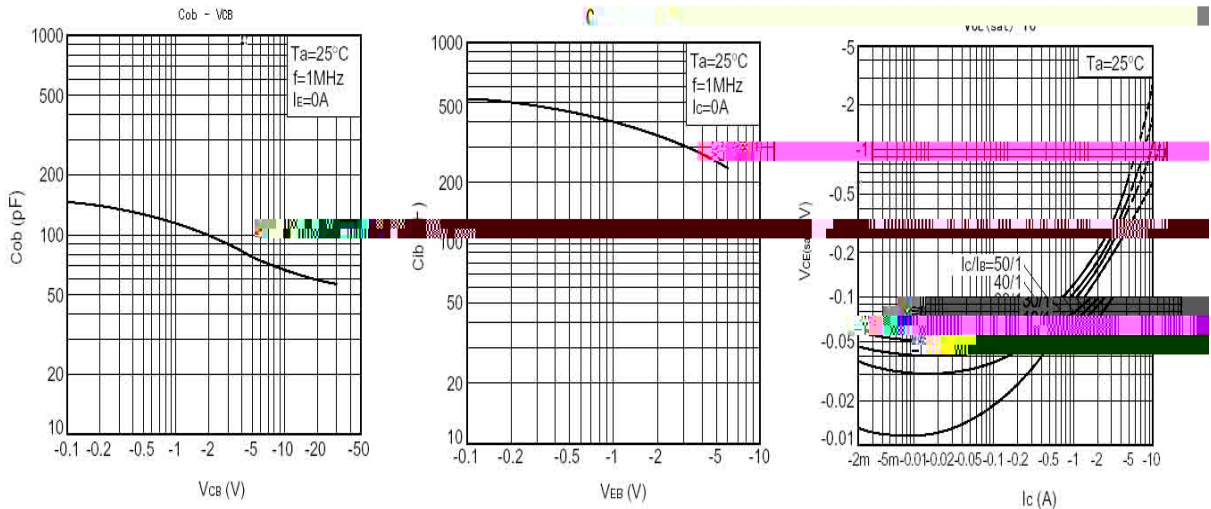 Cob - VCB
1000
500
200
100
50
20
10
Ta=25°C
f=1MHz
IE=0A
Cob (pF)
-0.1 -0.2 -0.5 -1 -2 -5 -10 -20 -50
VCB (V)
1000
500
200
100
50
20
10
Ta=25°C
f=1MHz
IC=0A
Cib
-0.1 -0.2 -0.5 -1 -2 -5 -10
VEB (V)
-5
-2
-1
-0.5
-0.2
-0.1
-0.05
-0.02
-0.01
Ta=25°C
IC/IB=50/1
40/1
30/1
-2m -5m -0.01 -0.02 -0.05 -0.1 -0.2 -0.5 -1 -2 -5 -10
IC (A)